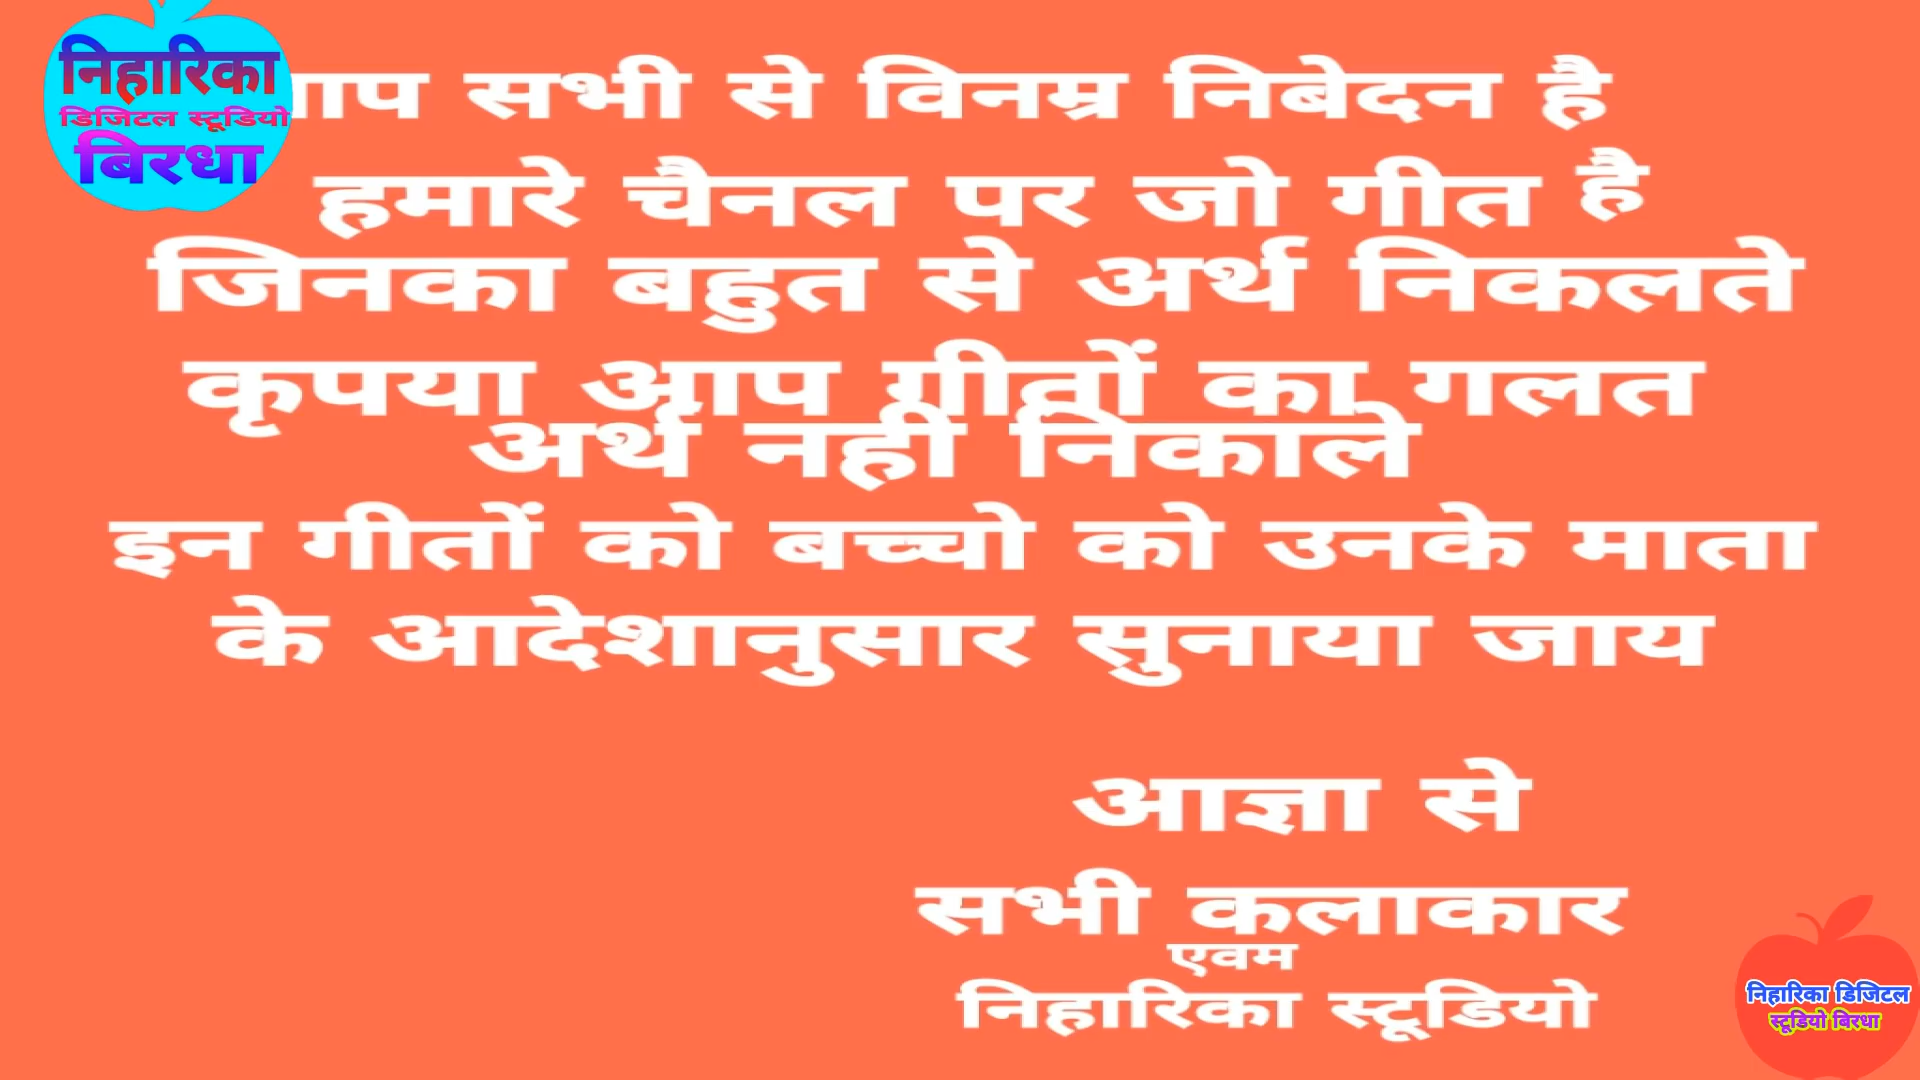 निहारिका
डिजिटल स्टूडियो
बिरधा
सभी से विनम्र निबेदन है
हमारे चैनल पर जो गीत है
जिनका बहुत से अर्थ निकलते
कृपया आप गीतों का गलत
अर्थ नही निकाले
इन गीतों को बच्चो को उनके माता
के आदेशानुसार सुनाया जाय
आज्ञा से
सभी कलाकार
एवम
निहारिका स्टूडियो
निहारिका डिजिटल
स्टूडियो बिरधा